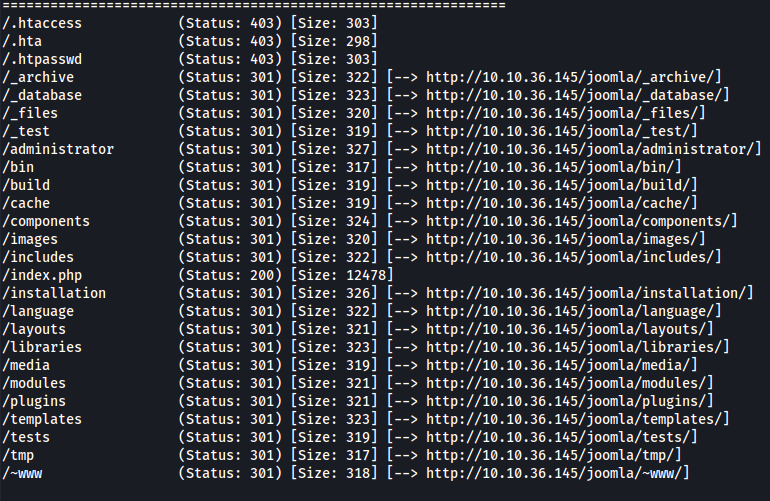 ===============================================================
/.htaccess            (Status: 403) [Size: 303]
/.hta                 (Status: 403) [Size: 298]
/.htpasswd            (Status: 403) [Size: 303]
/_archive             (Status: 301) [Size: 322] [--> http://10.10.36.145/joomla/_archive/]
/_database            (Status: 301) [Size: 323] [--> http://10.10.36.145/joomla/_database/]
/_files               (Status: 301) [Size: 320] [--> http://10.10.36.145/joomla/_files/]
/_test                (Status: 301) [Size: 319] [--> http://10.10.36.145/joomla/_test/]
/administrator        (Status: 301) [Size: 327] [--> http://10.10.36.145/joomla/administrator/]
/bin                  (Status: 301) [Size: 317] [--> http://10.10.36.145/joomla/bin/]
/build                (Status: 301) [Size: 319] [--> http://10.10.36.145/joomla/build/]
/cache                (Status: 301) [Size: 319] [--> http://10.10.36.145/joomla/cache/]
/components           (Status: 301) [Size: 324] [--> http://10.10.36.145/joomla/components/]
/images               (Status: 301) [Size: 320] [--> http://10.10.36.145/joomla/images/]
/includes             (Status: 301) [Size: 322] [--> http://10.10.36.145/joomla/includes/]
/index.php            (Status: 200) [Size: 12478]
/installation         (Status: 301) [Size: 326] [--> http://10.10.36.145/joomla/installation/]
/language             (Status: 301) [Size: 322] [--> http://10.10.36.145/joomla/language/]
/layouts              (Status: 301) [Size: 321] [--> http://10.10.36.145/joomla/layouts/]
/libraries            (Status: 301) [Size: 323] [--> http://10.10.36.145/joomla/libraries/]
/media                (Status: 301) [Size: 319] [--> http://10.10.36.145/joomla/media/]
/modules              (Status: 301) [Size: 321] [--> http://10.10.36.145/joomla/modules/]
/plugins              (Status: 301) [Size: 321] [--> http://10.10.36.145/joomla/plugins/]
/templates            (Status: 301) [Size: 323] [--> http://10.10.36.145/joomla/templates/]
/tests                (Status: 301) [Size: 319] [--> http://10.10.36.145/joomla/tests/]
/tmp                  (Status: 301) [Size: 317] [--> http://10.10.36.145/joomla/tmp/]
/~www                 (Status: 301) [Size: 318] [--> http://10.10.36.145/joomla/~www/]